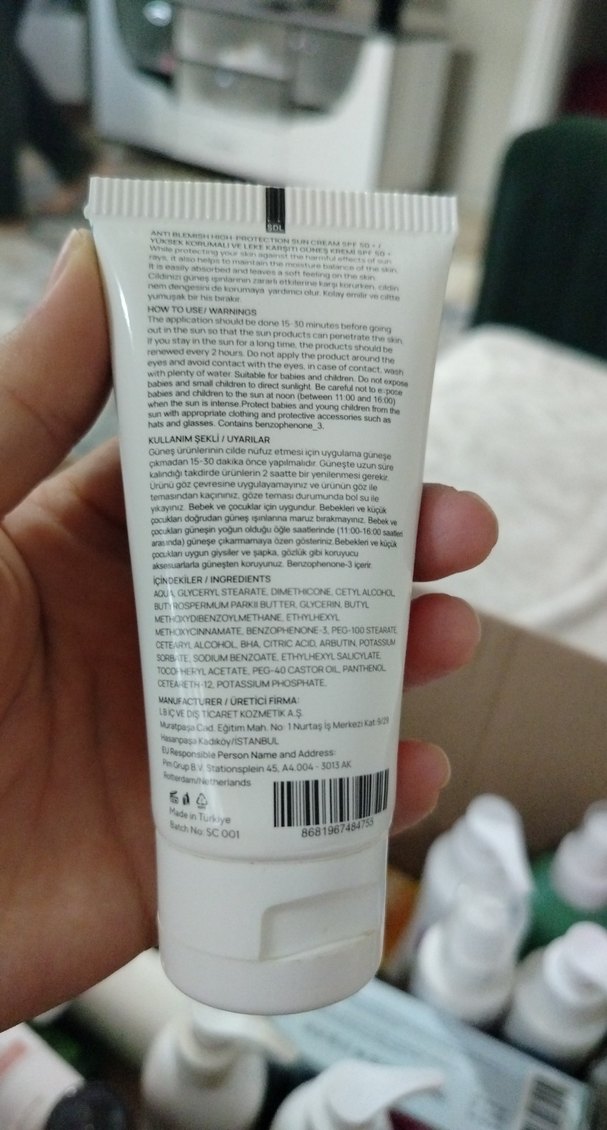 SDL
ANTI BLEMISH HIGH-PROTECTION SUN CREAM SPF 50 + /
YÜKSEK KORUMALI VE LEKE KARŞITI GÜNEŞ KREMİ SPF 50 +
While protecting your skin against the harmful effects of sun
rays, it also helps to maintain the moisture balance of the skin.
It is easily absorbed and leaves a soft feeling on the skin.
Cildinizi güneş ışınlarının zararlı etkilerine karşı korurken, cildin
nem dengesini de korumaya yardımcı olur. Kolay emilir ve ciltte
yumuşak bir his bırakır.
HOW TO USE/ WARNINGS
The application should be done 15-30 minutes before going
out in the sun so that the sun products can penetrate the skin.
If you stay in the sun for a long time, the products should be
renewed every 2 hours. Do not apply the product around the
eyes and avoid contact with the eyes, in case of contact, wash
with plenty of water. Suitable for babies and children. Do not expose
babies and small children to direct sunlight. Be careful not to expose
babies and children to the sun at noon (between 11:00 and 16:00)
when the sun is intense.Protect babies and young children from the
sun with appropriate clothing and protective accessories such as
hats and glasses. Contains benzophenone_3.
KULLANIM ŞEKLİ / UYARILAR
Güneş ürünlerinin cilde nüfuz etmesi için uygulama güneşe
çıkmadan 15-30 dakika önce yapılmalıdır. Güneşte uzun süre
kalındığı takdirde ürünlerin 2 saatte bir yenilenmesi gerekir.
Ürünü göz çevresine uygulayamayınız ve ürünün göz ile
temasından kaçınınız, göze teması durumunda bol su ile
yıkayınız. Bebek ve çocuklar için uygundur. Bebekleri ve küçük
çocukları doğrudan güneş ışınlarına maruz bırakmayınız. Bebek ve
çocukları güneşin yoğun olduğu öğle saatlerinde (11:00-16:00 saatleri
arasında) güneşe çıkarmamaya özen gösteriniz.Bebekleri ve küçük
çocukları uygun giysiler ve şapka, gözlük gibi koruyucu
aksesuarlarla güneşten koruyunuz. Benzophenone-3 içerir.
İÇİNDEKİLER / INGREDIENTS
AQUA, GLYCERYL STEARATE, DIMETHICONE, CETYL ALCOHOL,
BUTYROSPERMUM PARKII BUTTER, GLYCERIN, BUTYL
METHOXYDIBENZOYLMETHANE, ETHYLHEXYL
METHOXYCINNAMATE, BENZOPHENONE-3, PEG-100 STEARATE,
CETEARYL ALCOHOL, BHA, CITRIC ACID, ARBUTIN, POTASSIUM
SORBATE, SODIUM BENZOATE, ETHYLHEXYL SALICYLATE,
TOCOPHERYL ACETATE, PEG-40 CASTOR OIL, PANTHENOL,
CETEARETH-12, POTASSIUM PHOSPHATE.
MANUFACTURER / ÜRETİCİ FİRMA:
LB İÇ VE DIŞ TİCARET KOZMETİK A.Ş.
Muratpaşa Cad. Eğitim Mah. No: 1 Nurtaş İş Merkezi Kat:9/29
Hasanpaşa Kadıköy/İSTANBUL
EU Responsible Person Name and Address:
Pim Grup B.V. Stationsplein 45, A4.004 - 3013 AK
Rotterdam/Netherlands
Made in Türkiye
Batch No: SC 001
8681967484755